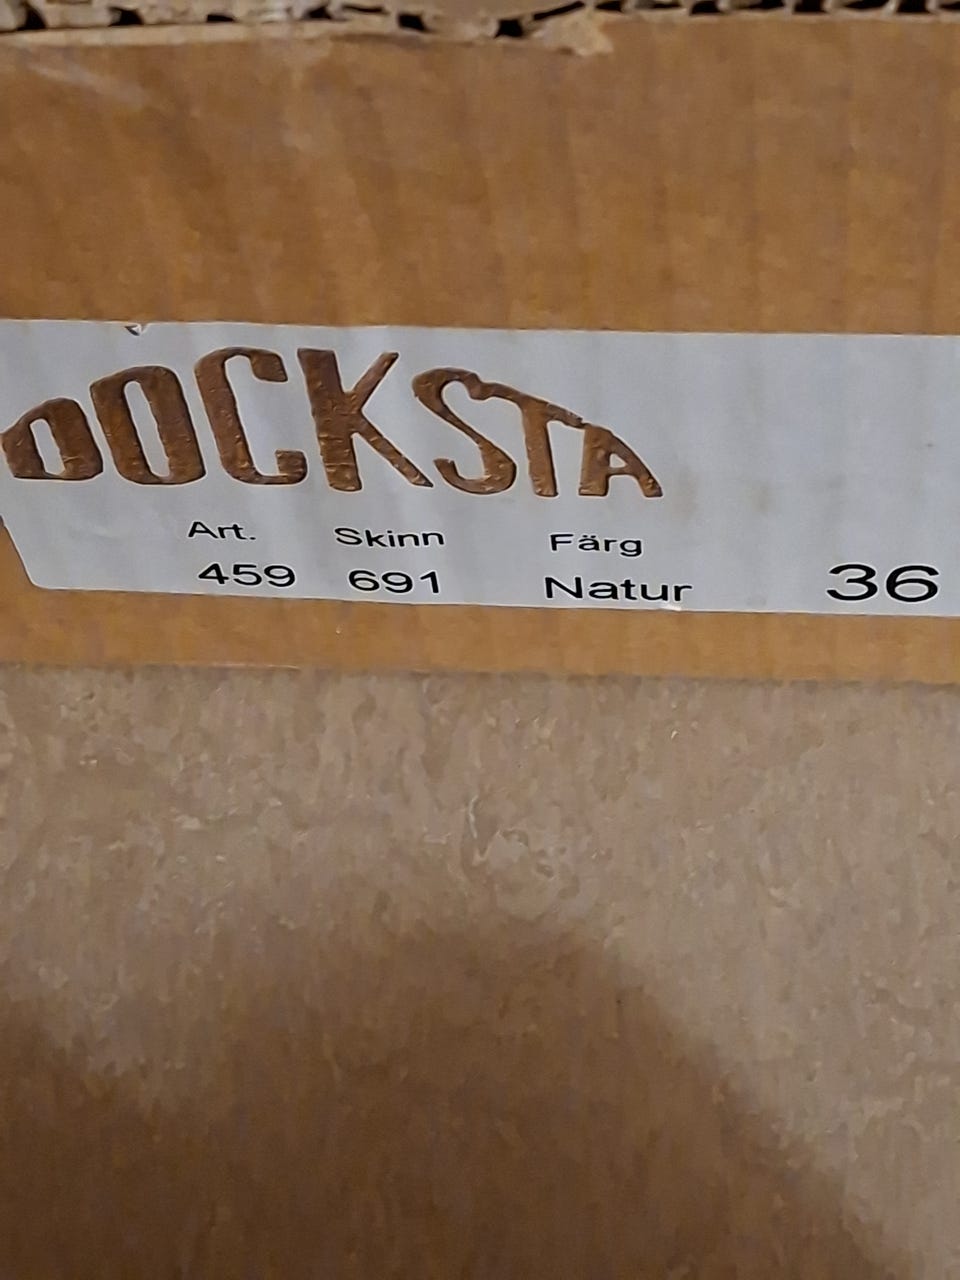 DOCKSTA
Art. Skinn Färg
459 691 Natur 36